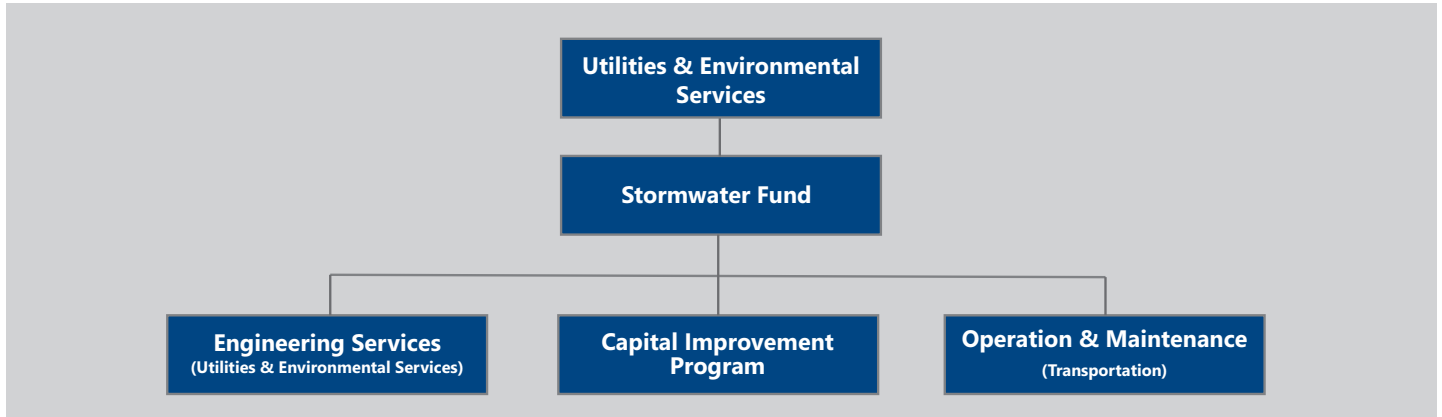 Utilities & Environmental
Services
Stormwater Fund
Engineering Services
(Utilities & Environmental Services)
Capital Improvement
Program
Operation & Maintenance
(Transportation)